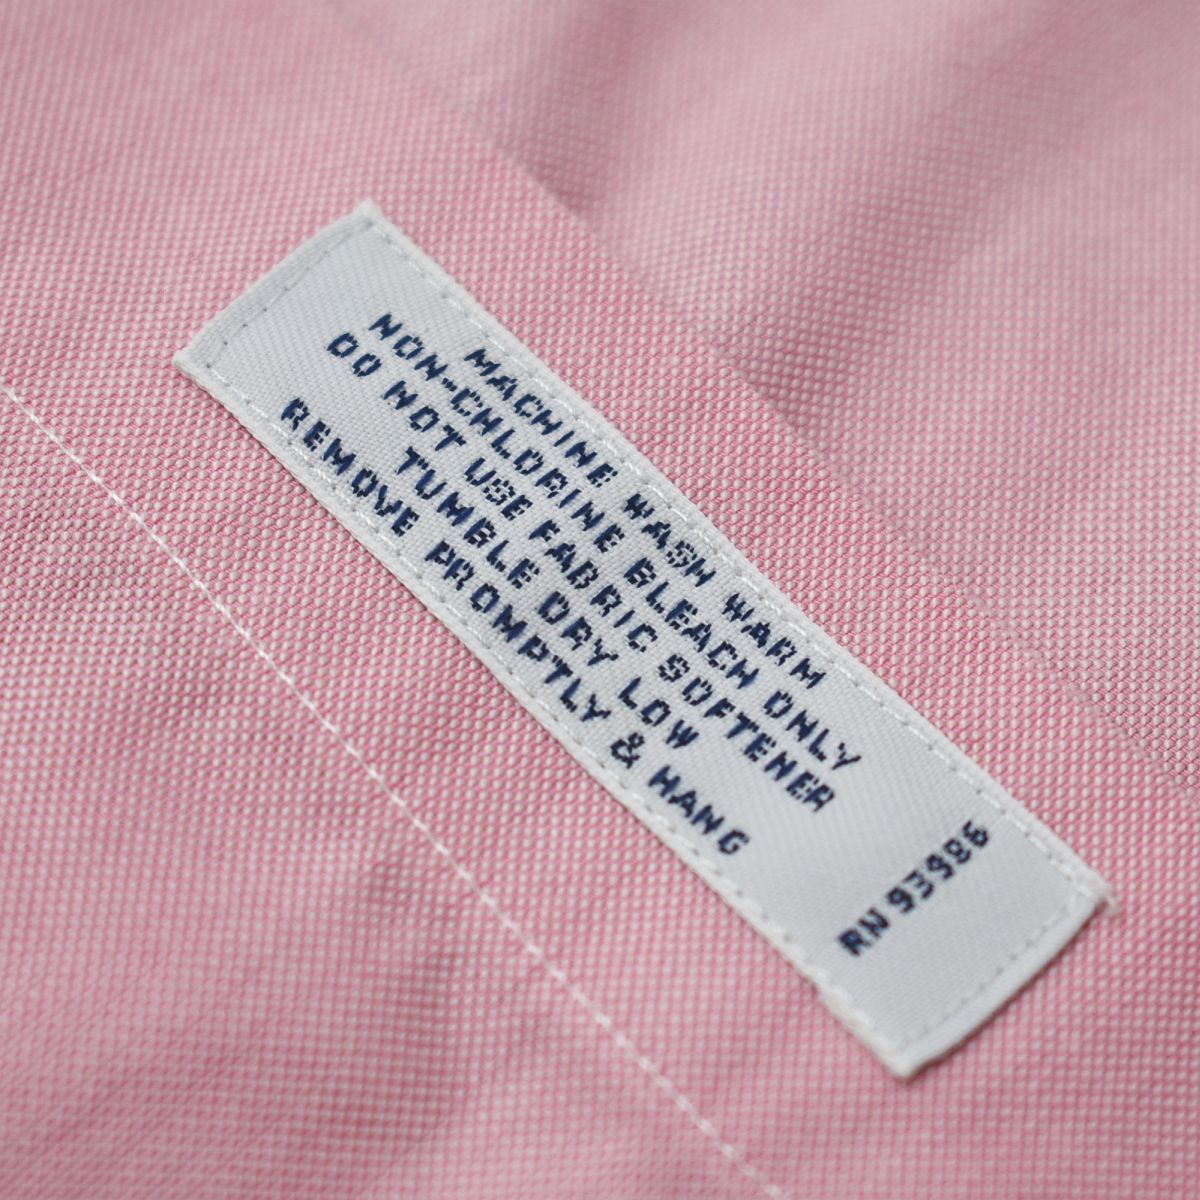 MACHINE WASH WARM
NON-CHLORINE BLEACH ONLY
DO NOT USE FABRIC SOFTENER
TUMBLE DRY LOW
REMOVE PROMPTLY & HANG
RN 93986